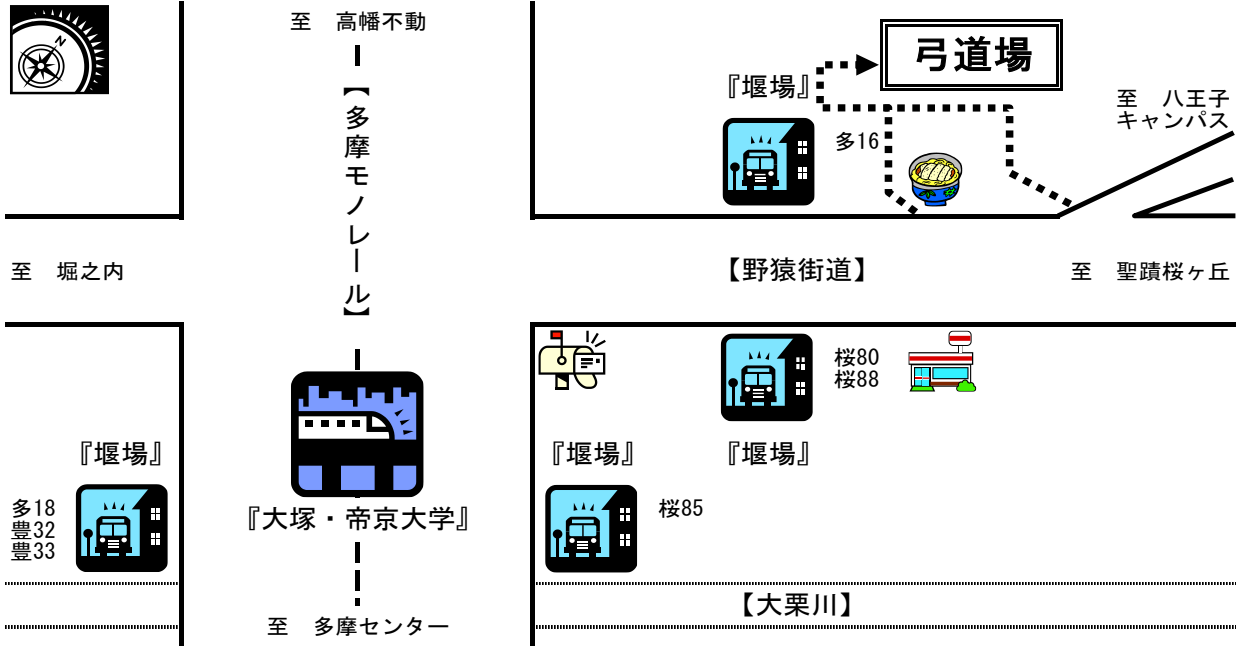 N
至 高幡不動
【多摩モノレール】
弓道場
『堰場』
多16
至 八王子
キャンパス
至 堀之内
【野猿街道】
至 聖蹟桜ヶ丘
桜80
桜88
『堰場』
『堰場』
『堰場』
多18
豊32
豊33
『大塚・帝京大学』
桜85
【大栗川】
至 多摩センター